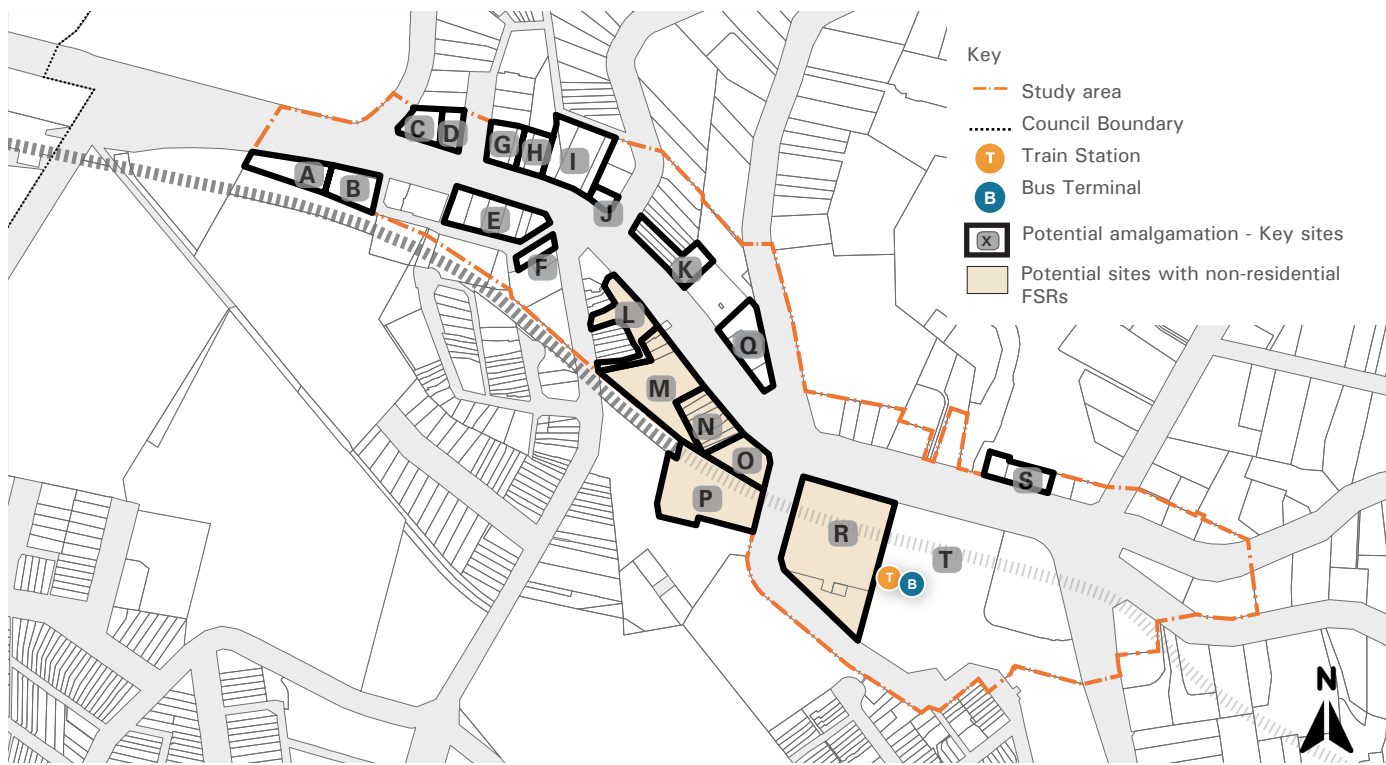 Key
Study area
Council Boundary
T
Train Station
B
Bus Terminal
X
Potential amalgamation - Key sites
Potential sites with non-residential
FSRs
C
D
G
H
I
A
B
E
J
F
K
L
Q
M
N
O
S
P
R
T
T
B
N